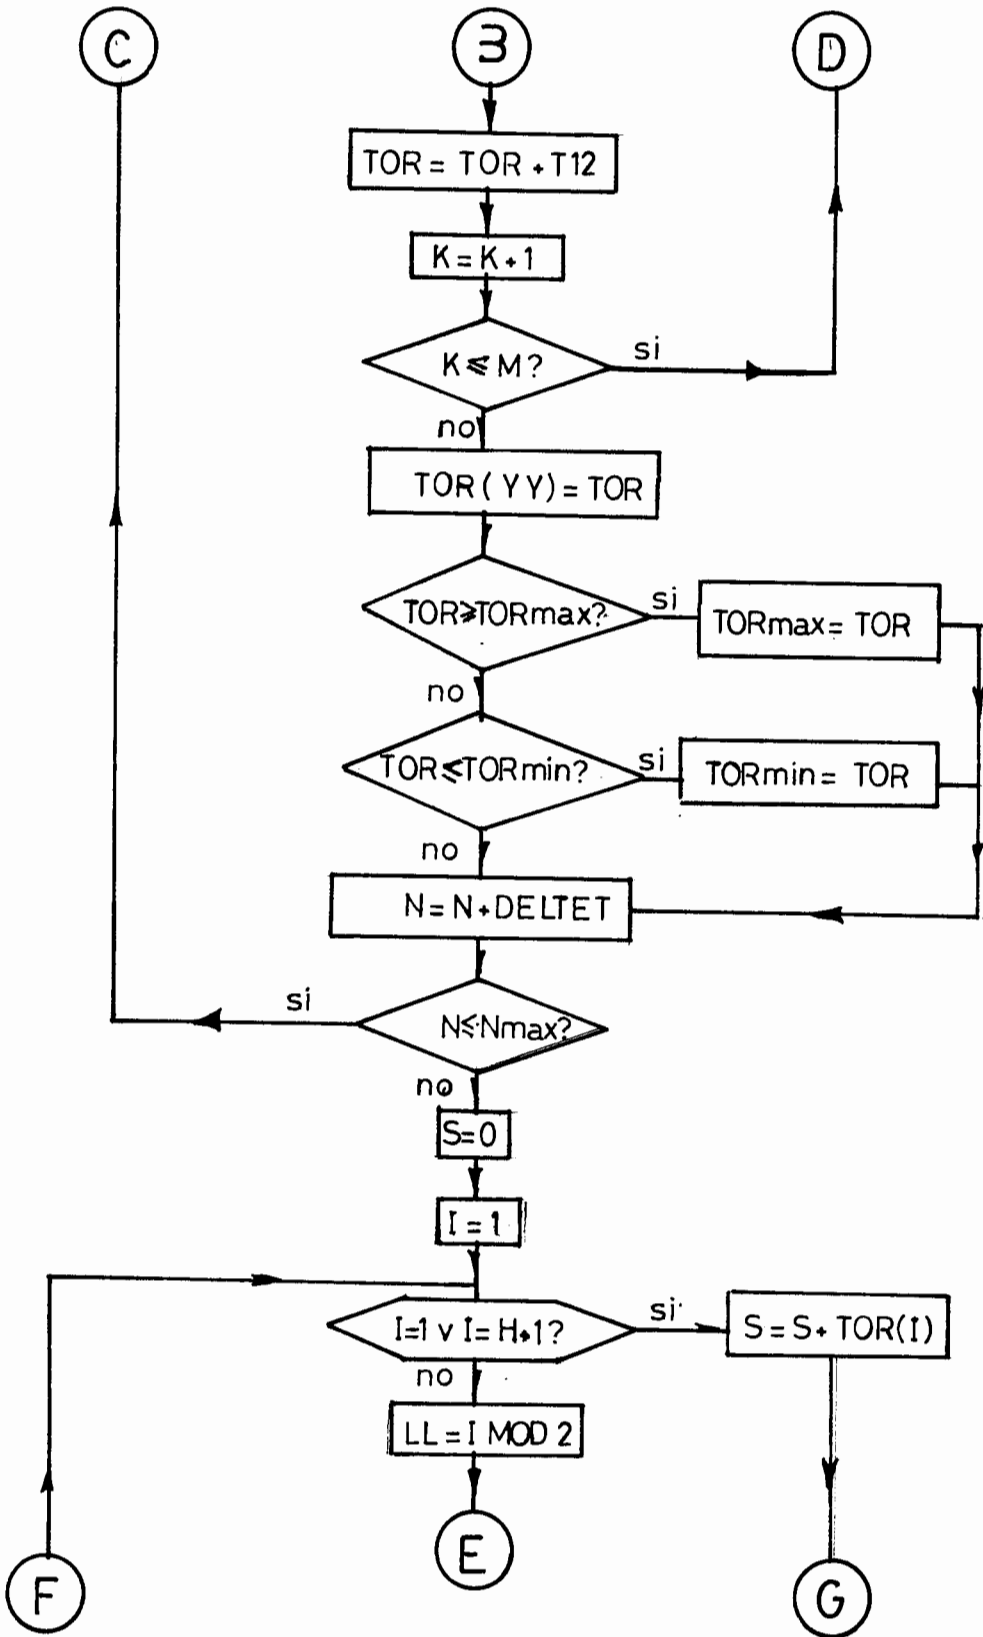 C
3
D
TOR = TOR + T12
K = K + 1
K ≤ M?
si
no
TOR ( YY ) = TOR
TOR ≥ TORmax?
si
TORmax = TOR
no
TOR ≤ TORmin?
si
TORmin = TOR
no
N = N + DELTET
N ≤ Nmax?
si
no
S = 0
I = 1
I=1 v I= H+1?
si
S = S + TOR(I)
no
LL = I MOD 2
E
F
G